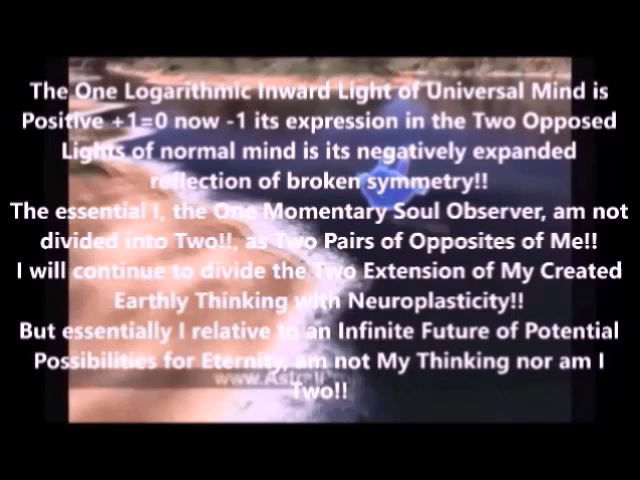 The One Logarithmic Inward Light of Universal Mind is
Positive +1=0 now -1 its expression in the Two Opposed
Lights of normal mind is its negatively expanded
reflection of broken symmetry!!
The essential I, the One Momentary Soul Observer, am not
divided into Two!!, as Two Pairs of Opposites of Me!!
I will continue to divide the Two Extension of My Created
Earthly Thinking with Neuroplasticity!!
But essentially I relative to an Infinite Future of Potential
Possibilities for Eternity, am not My Thinking nor am I
Two!!